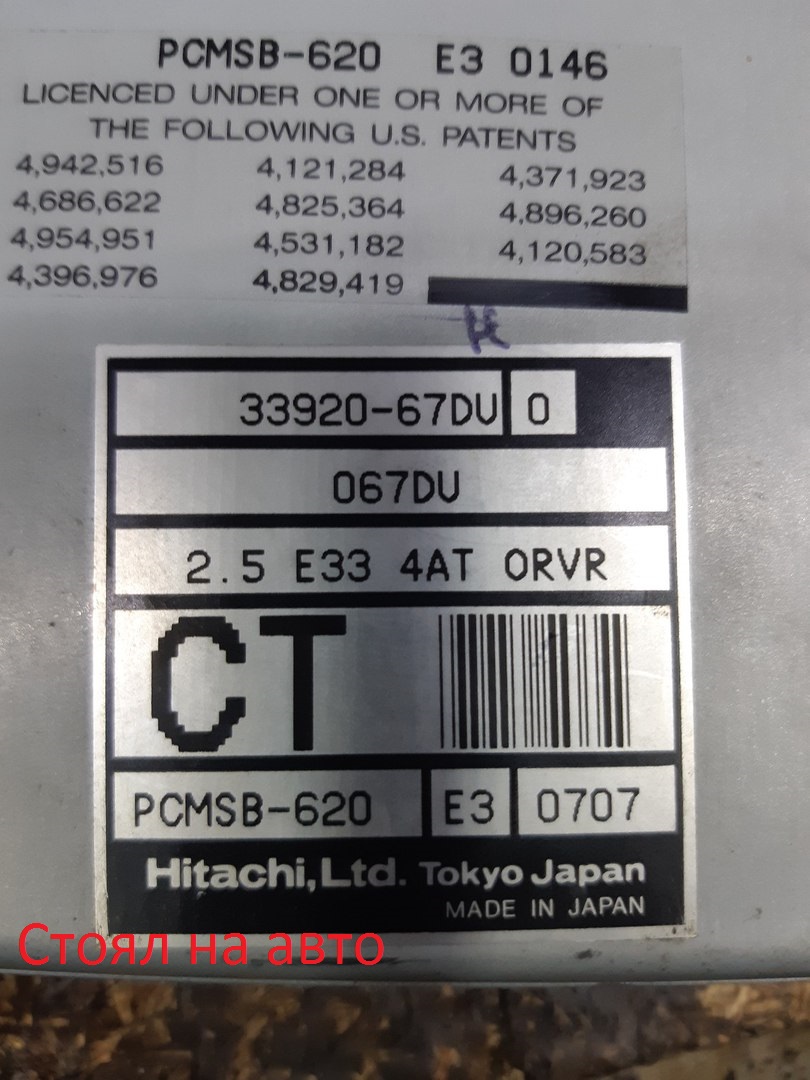 PCMSB-620 E3 0146
LICENCED UNDER ONE OR MORE OF
THE FOLLOWING U.S. PATENTS
4,942,516 4,121,284 4,371,923
4,686,622 4,825,364 4,896,260
4,954,951 4,531,182 4,120,583
4,396,976 4,829,419
33920-67DV 0
067DV
2.5 E33 4AT ORVR
CT
PCMSB-620 E3 0707
Hitachi,Ltd. Tokyo Japan
MADE IN JAPAN
Стоял на авто